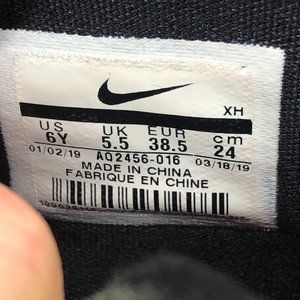 XH
US UK EUR cm
6Y 5.5 38.5 24
01/02/19 AQ2456-016 03/18/19
MADE IN CHINA
FABRIQUE EN CHINE